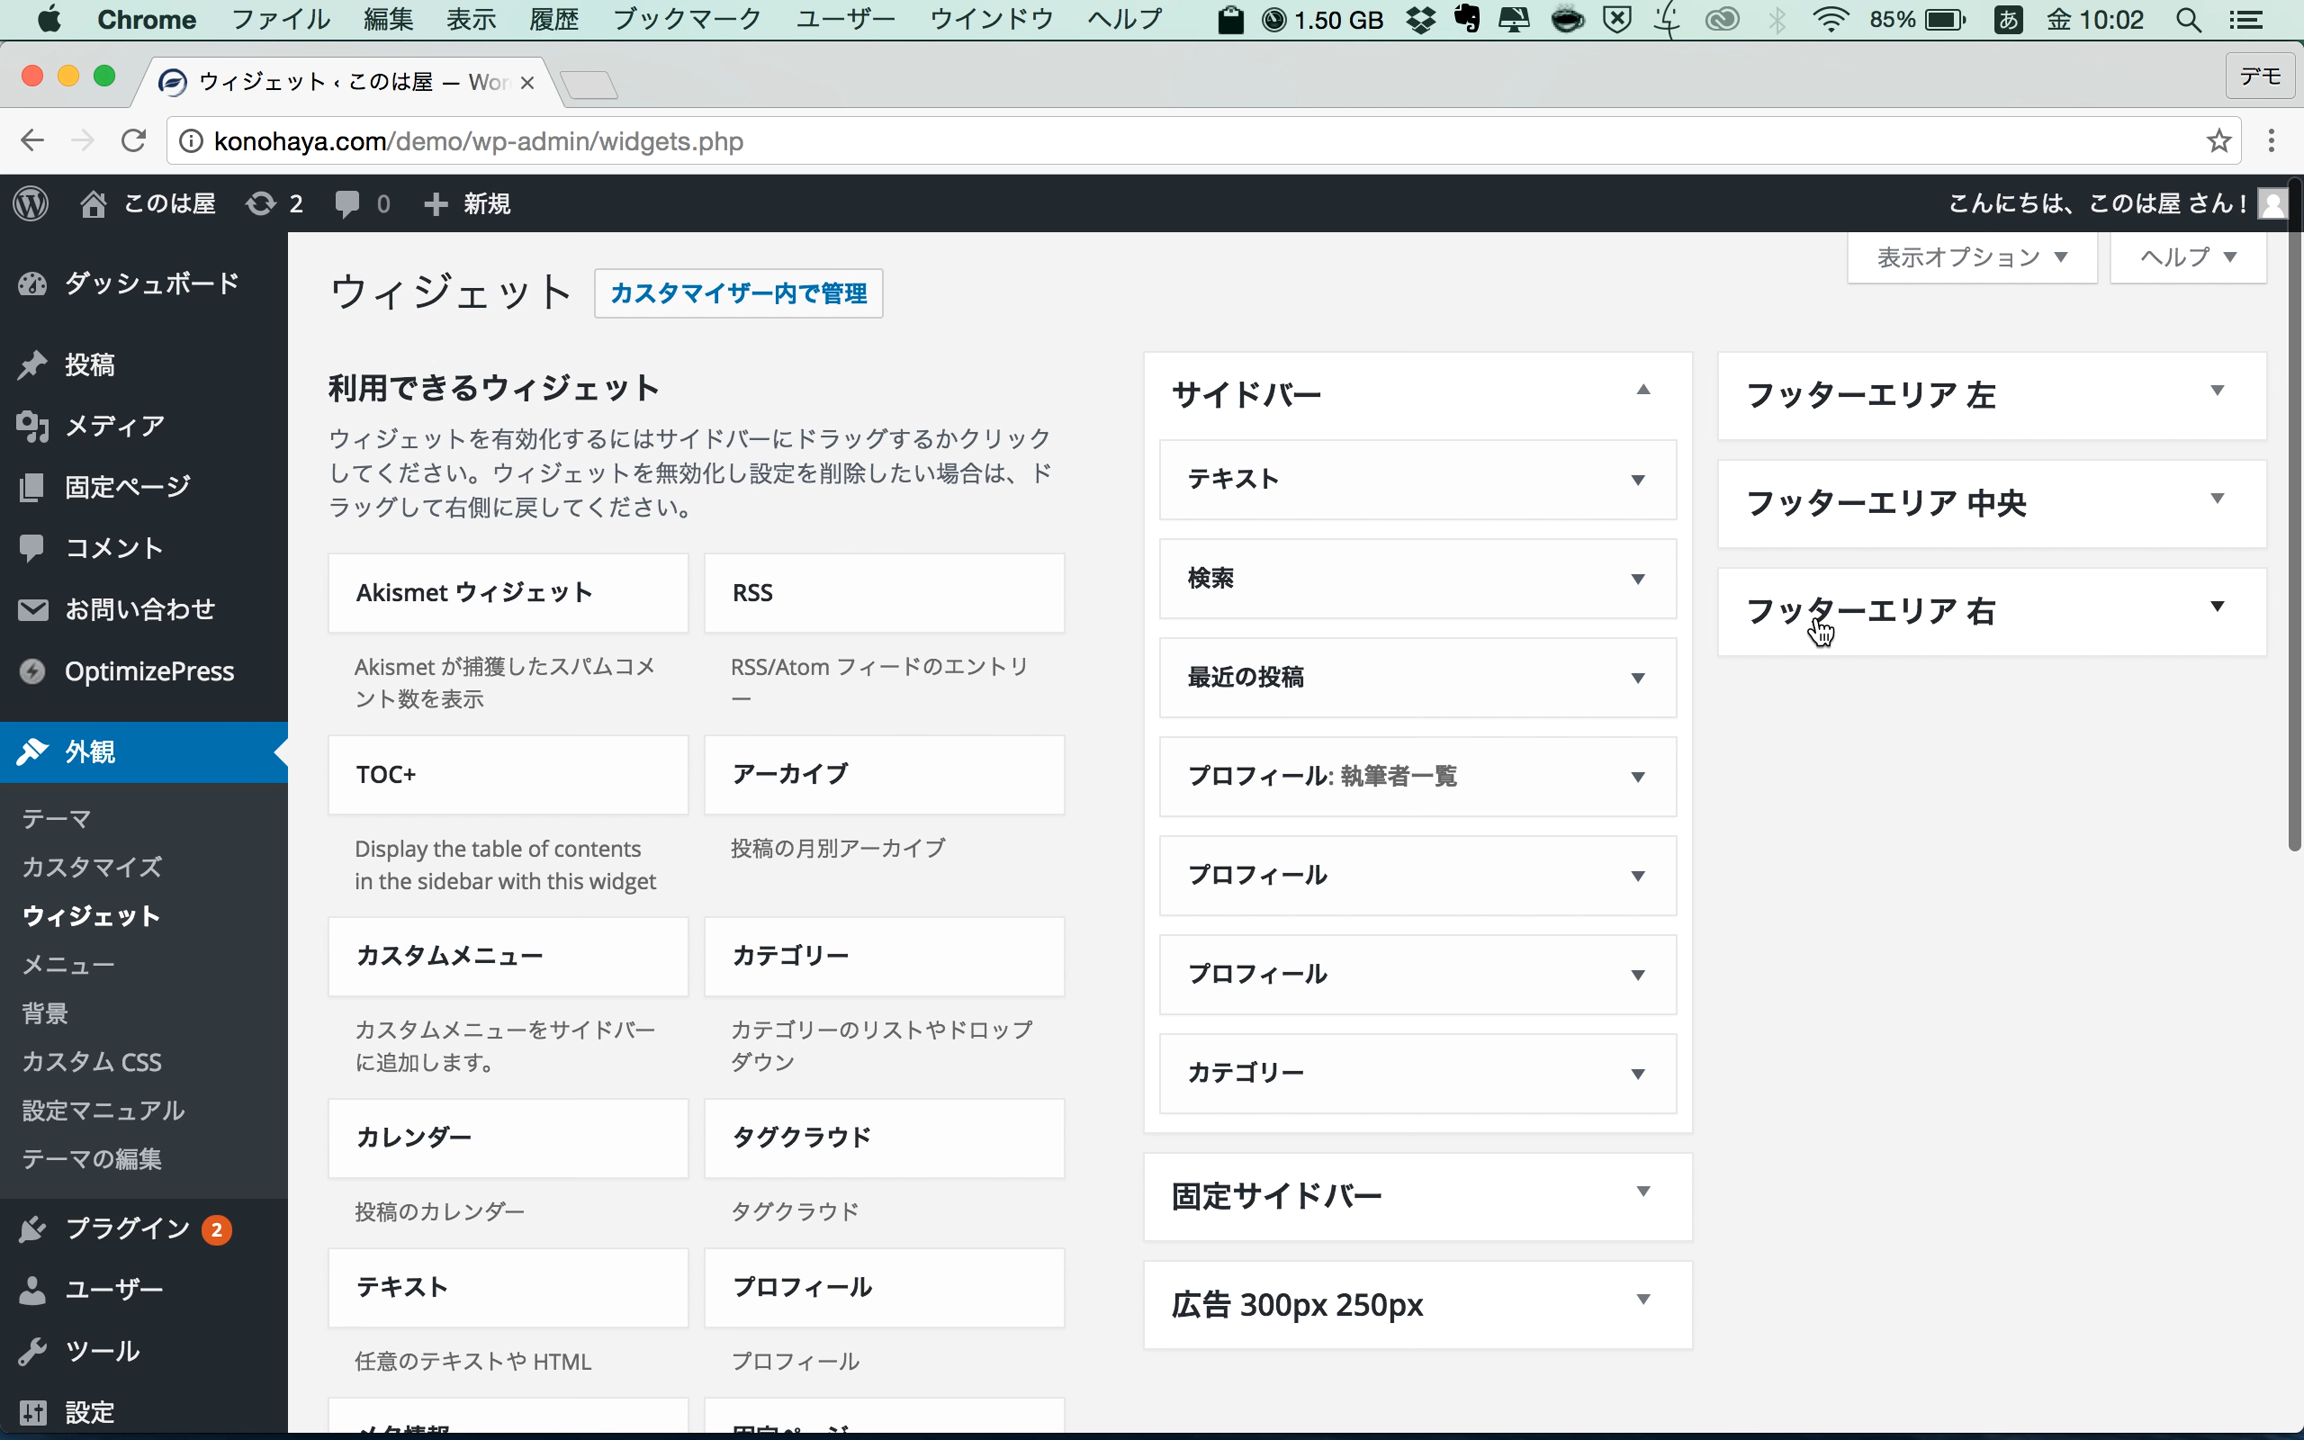 Chrome ファイル 編集 表示 履歴 ブックマーク ユーザー ウインドウ ヘルプ 1.50 GB 85% あ 金 10:02
ウィジェット ‹ このは屋 — Wor デモ
konohaya.com/demo/wp-admin/widgets.php
このは屋 2 0 新規 こんにちは、このは屋 さん！
表示オプション ヘルプ
ウィジェット カスタマイザー内で管理
ダッシュボード
投稿
メディア
固定ページ
コメント
お問い合わせ
OptimizePress
外観
テーマ
カスタマイズ
ウィジェット
メニュー
背景
カスタム CSS
設定マニュアル
テーマの編集
プラグイン 2
ユーザー
ツール
設定
利用できるウィジェット
ウィジェットを有効化するにはサイドバーにドラッグするかクリック
してください。ウィジェットを無効化し設定を削除したい場合は、ド
ラッグして右側に戻してください。
Akismet ウィジェット
Akismet が捕獲したスパムコメ
ント数を表示
RSS
RSS/Atom フィードのエントリ
ー
TOC+
Display the table of contents
in the sidebar with this widget
アーカイブ
投稿の月別アーカイブ
カスタムメニュー
カスタムメニューをサイドバー
に追加します。
カテゴリー
カテゴリーのリストやドロップ
ダウン
カレンダー
投稿のカレンダー
タグクラウド
タグクラウド
テキスト
任意のテキストや HTML
プロフィール
プロフィール
メタ情報
固定ページ
サイドバー
テキスト
検索
最近の投稿
プロフィール: 執筆者一覧
プロフィール
プロフィール
カテゴリー
固定サイドバー
広告 300px 250px
フッターエリア 左
フッターエリア 中央
フッターエリア 右